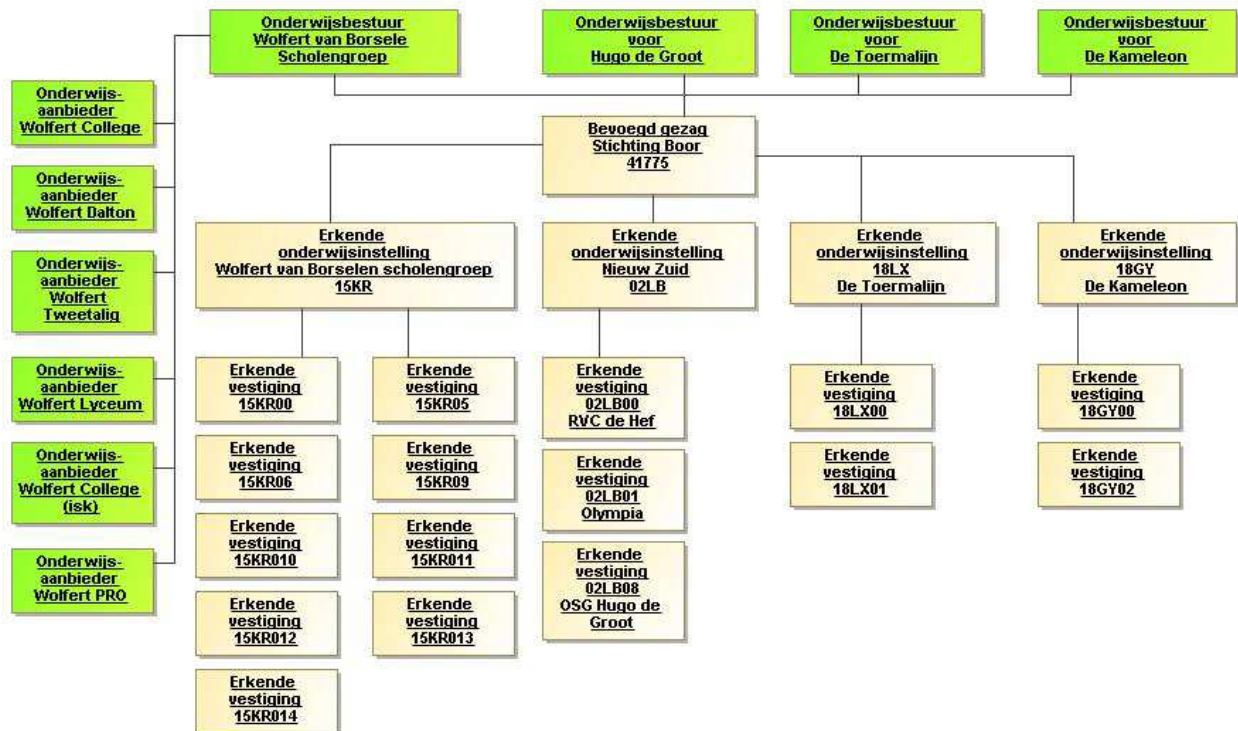 Onderwijsbestuur
Wolfert van Borsele
Scholengroep
Onderwijsbestuur
voor
Hugo de Groot
Onderwijsbestuur
voor
De Toermalijn
Onderwijsbestuur
voor
De Kameleon
Onderwijs-
aanbieder
Wolfert College
Onderwijs-
aanbieder
Wolfert Dalton
Onderwijs-
aanbieder
Wolfert
Tweetalig
Onderwijs-
aanbieder
Wolfert Lyceum
Onderwijs-
aanbieder
Wolfert College
(isk)
Onderwijs-
aanbieder
Wolfert PRO
Bevoegd gezag
Stichting Boor
41775
Erkende
onderwijsinstelling
Wolfert van Borselen scholengroep
15KR
Erkende
onderwijsinstelling
Nieuw Zuid
02LB
Erkende
onderwijsinstelling
18LX
De Toermalijn
Erkende
onderwijsinstelling
18GY
De Kameleon
Erkende
vestiging
15KR00
Erkende
vestiging
15KR05
Erkende
vestiging
15KR06
Erkende
vestiging
15KR09
Erkende
vestiging
15KR010
Erkende
vestiging
15KR011
Erkende
vestiging
15KR012
Erkende
vestiging
15KR013
Erkende
vestiging
15KR014
Erkende
vestiging
02LB00
RVC de Hef
Erkende
vestiging
02LB01
Olympia
Erkende
vestiging
02LB08
OSG Hugo de
Groot
Erkende
vestiging
18LX00
Erkende
vestiging
18LX01
Erkende
vestiging
18GY00
Erkende
vestiging
18GY02